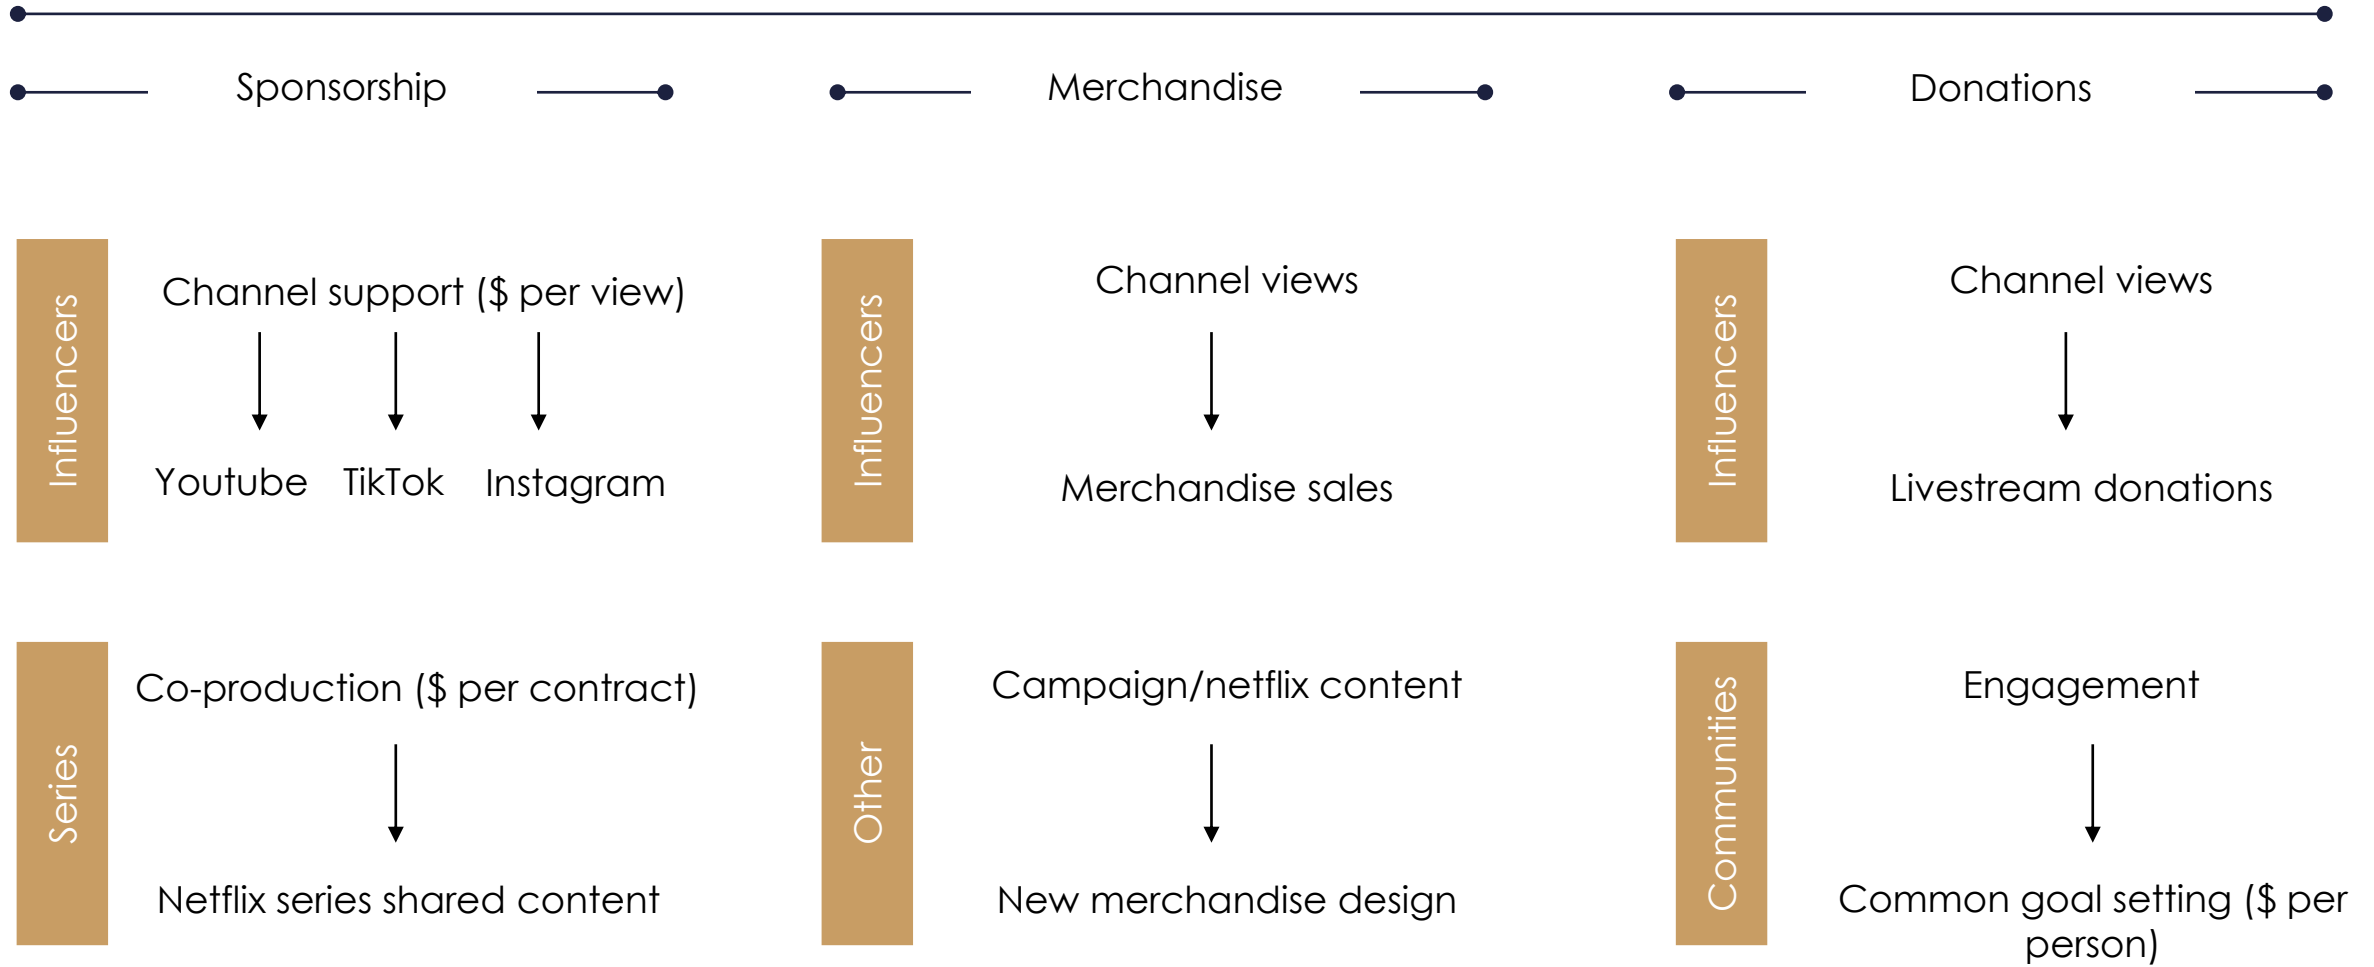 Sponsorship
Merchandise
Donations
Influencers
Channel support ($ per view)
Youtube
TikTok
Instagram
Influencers
Channel views
Merchandise sales
Influencers
Channel views
Livestream donations
Series
Co-production ($ per contract)
Netflix series shared content
Other
Campaign/netflix content
New merchandise design
Communities
Engagement
Common goal setting ($ per
person)